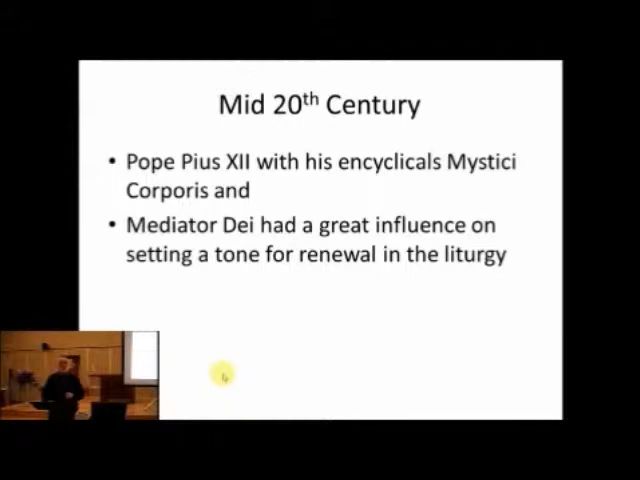 Mid 20th Century
• Pope Pius XII with his encyclicals Mystici
Corporis and
• Mediator Dei had a great influence on
setting a tone for renewal in the liturgy